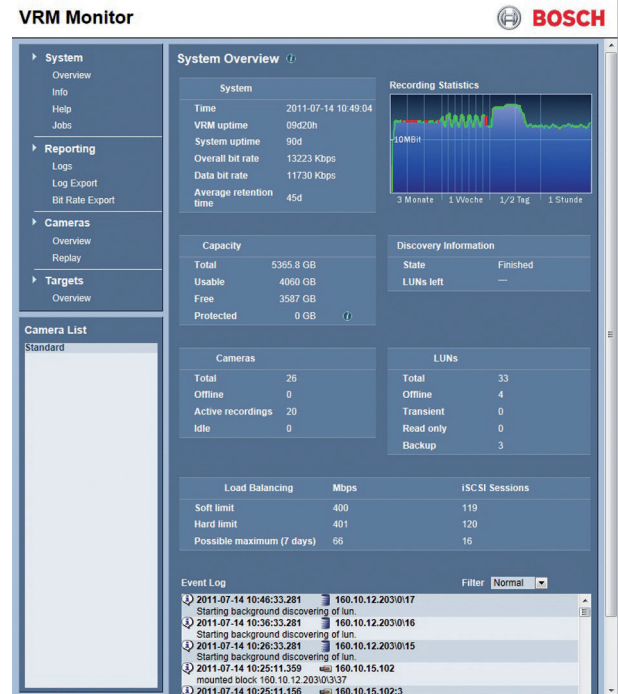 VRM Monitor
BOSCH
System
Overview
Info
Help
Jobs
Reporting
Logs
Log Export
Bit Rate Export
Cameras
Overview
Replay
Targets
Overview
Camera List
Standard
System Overview
System
Time 2011-07-14 10:49:04
VRM uptime 09d20h
System uptime 90d
Overall bit rate 13223 Kbps
Data bit rate 11730 Kbps
Average retention
time 45d
Recording Statistics
10MBit
3 Monate 1 Woche 1/2 Tag 1 Stunde
Capacity
Total 5365.8 GB
Usable 4060 GB
Free 3587 GB
Protected 0 GB
Discovery Information
State Finished
LUNs left ---
Cameras
Total 26
Offline 0
Active recordings 20
Idle 0
LUNs
Total 33
Offline 4
Transient 0
Read only 0
Backup 3
Load Balancing Mbps iSCSI Sessions
Soft limit 400 119
Hard limit 401 120
Possible maximum (7 days) 66 16
Event Log Filter Normal
2011-07-14 10:46:33.281 160.10.12.203\0\17
Starting background discovering of lun.
2011-07-14 10:36:33.281 160.10.12.203\0\16
Starting background discovering of lun.
2011-07-14 10:26:33.281 160.10.12.203\0\15
Starting background discovering of lun.
2011-07-14 10:25:11.359 160.10.15.102
mounted block 160.10.12.203\0\3\37
2011-07-14 10:25:11.156 160.10.15.102:3